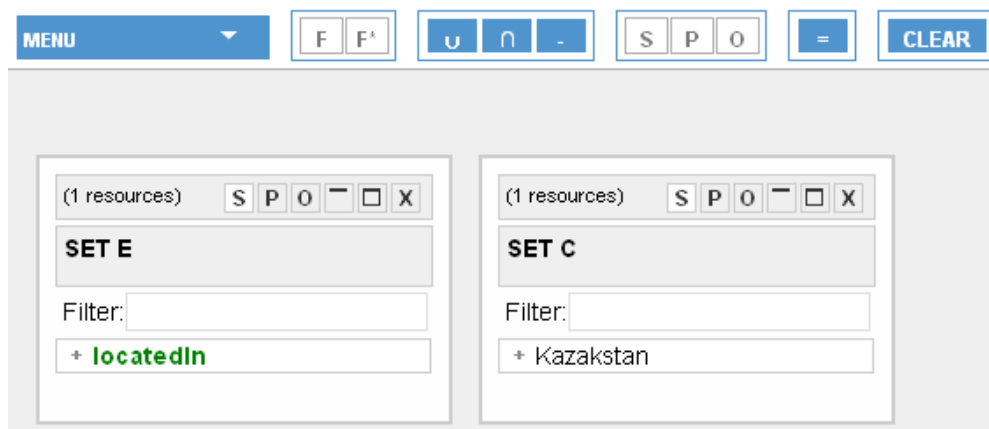 MENU F F* ∪ ∩ - S P O = CLEAR
(1 resources) S P O X
SET E
Filter:
+ locatedIn
(1 resources) S P O X
SET C
Filter:
+ Kazakstan